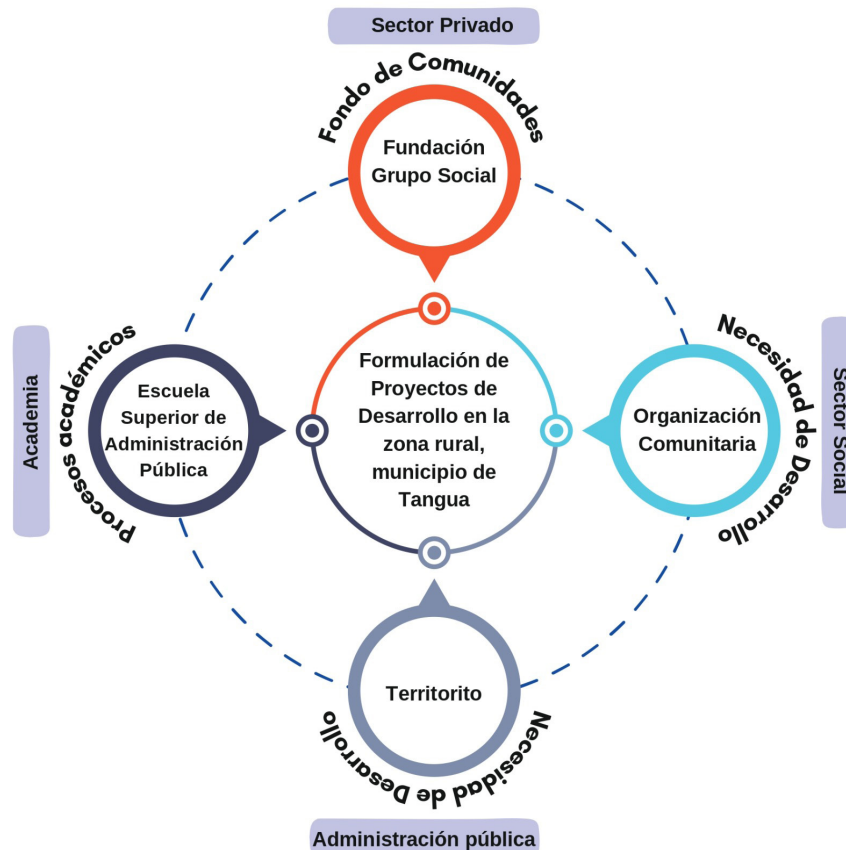 Sector Privado
Fondo de Comunidades
Fundación
Grupo Social
Academia
Procesos académicos
Escuela
Superior de
Administración
Pública
Formulación de
Proyectos de
Desarrollo en la
zona rural,
municipio de
Tangua
Organización
Comunitaria
Necesidad de Desarrollo
Sector Social
Territorito
Necesidad de Desarrollo
Administración pública